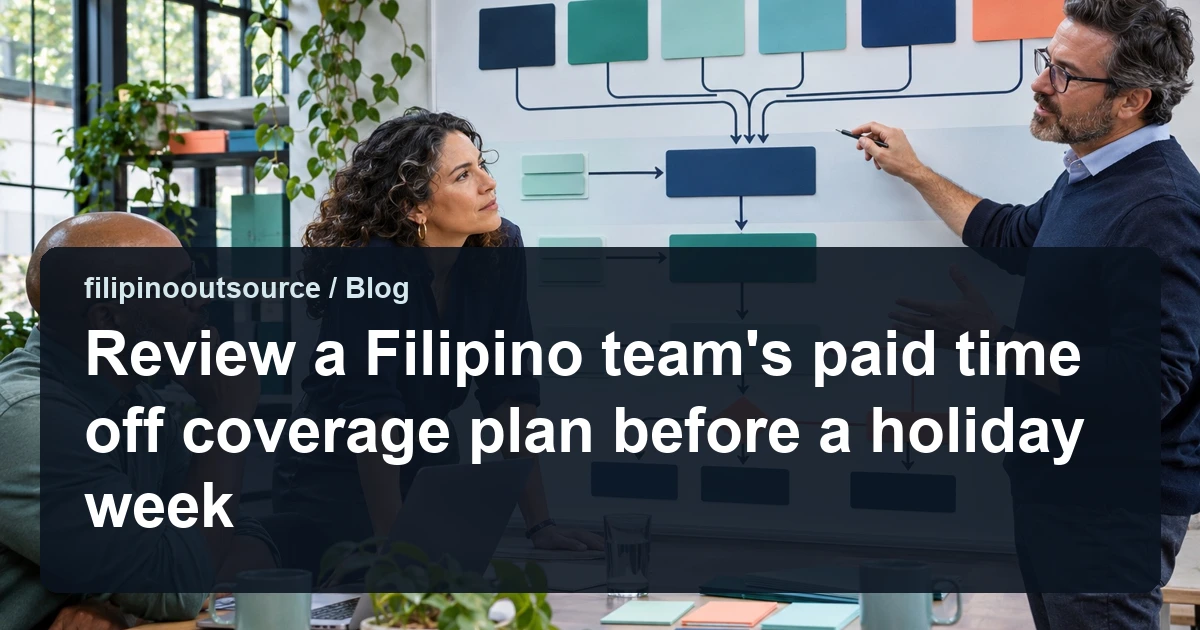 filipinooutsource / Blog
Review a Filipino team's paid time
off coverage plan before a holiday
week